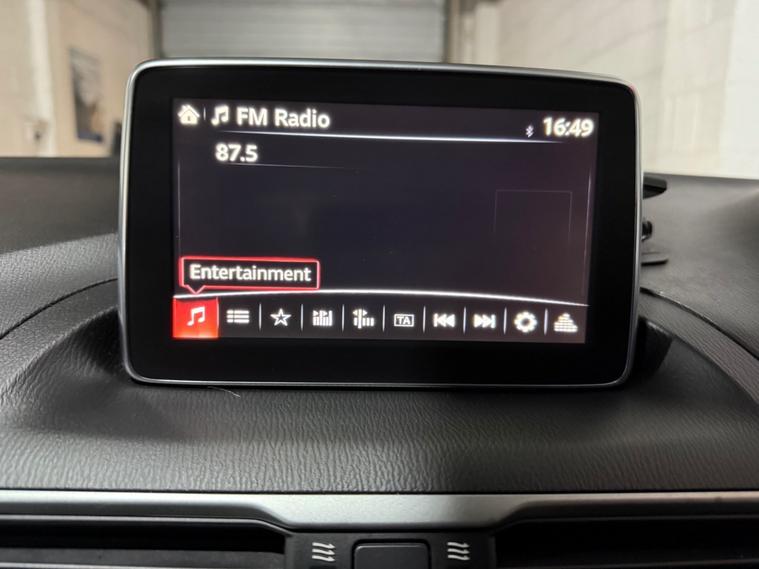 FM Radio
16:49
87.5
Entertainment
TA